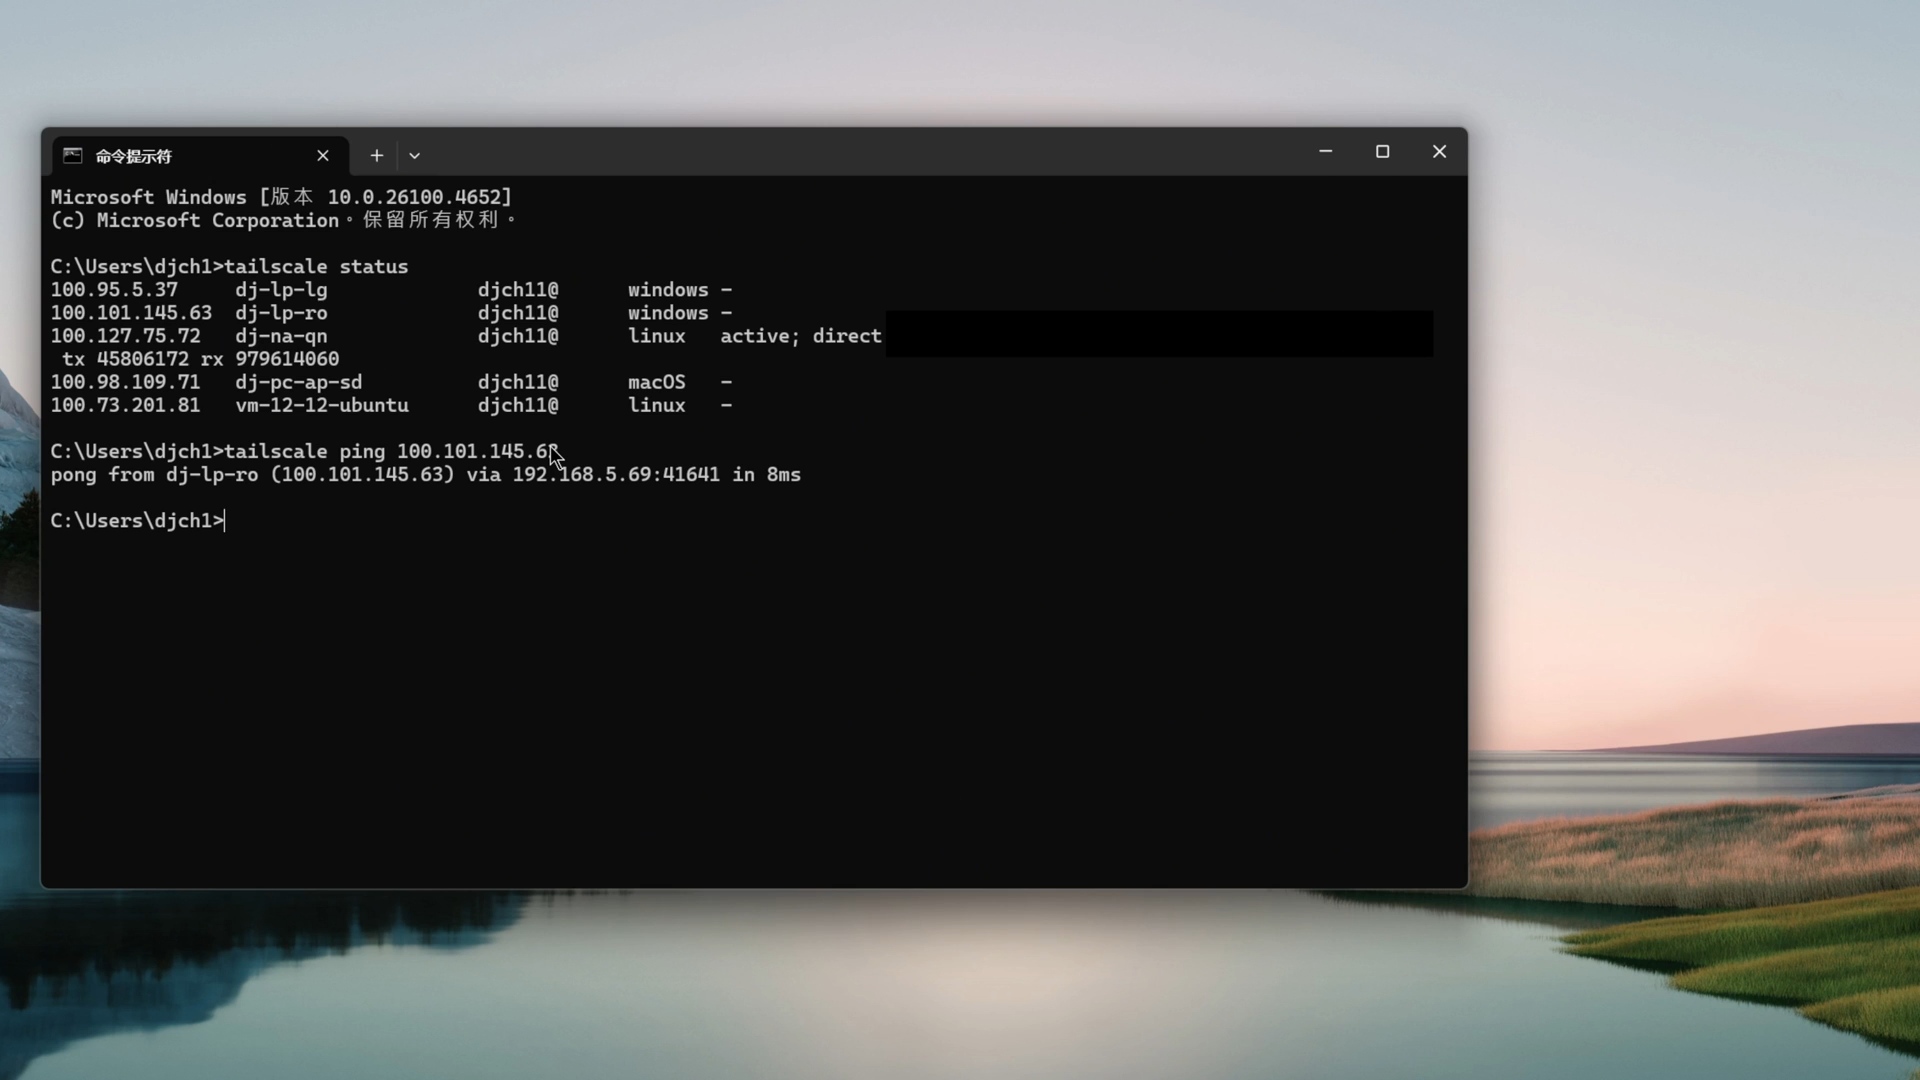 命令提示符
Microsoft Windows [版本 10.0.26100.4652]
(c) Microsoft Corporation。保留所有权利。
C:\Users\djch1>tailscale status
100.95.5.37 dj-lp-lg djch11@ windows -
100.101.145.63 dj-lp-ro djch11@ windows -
100.127.75.72 dj-na-qn djch11@ linux active; direct
tx 45806172 rx 979614060
100.98.109.71 dj-pc-ap-sd djch11@ macOS -
100.73.201.81 vm-12-12-ubuntu djch11@ linux -
C:\Users\djch1>tailscale ping 100.101.145.63
pong from dj-lp-ro (100.101.145.63) via 192.168.5.69:41641 in 8ms
C:\Users\djch1>